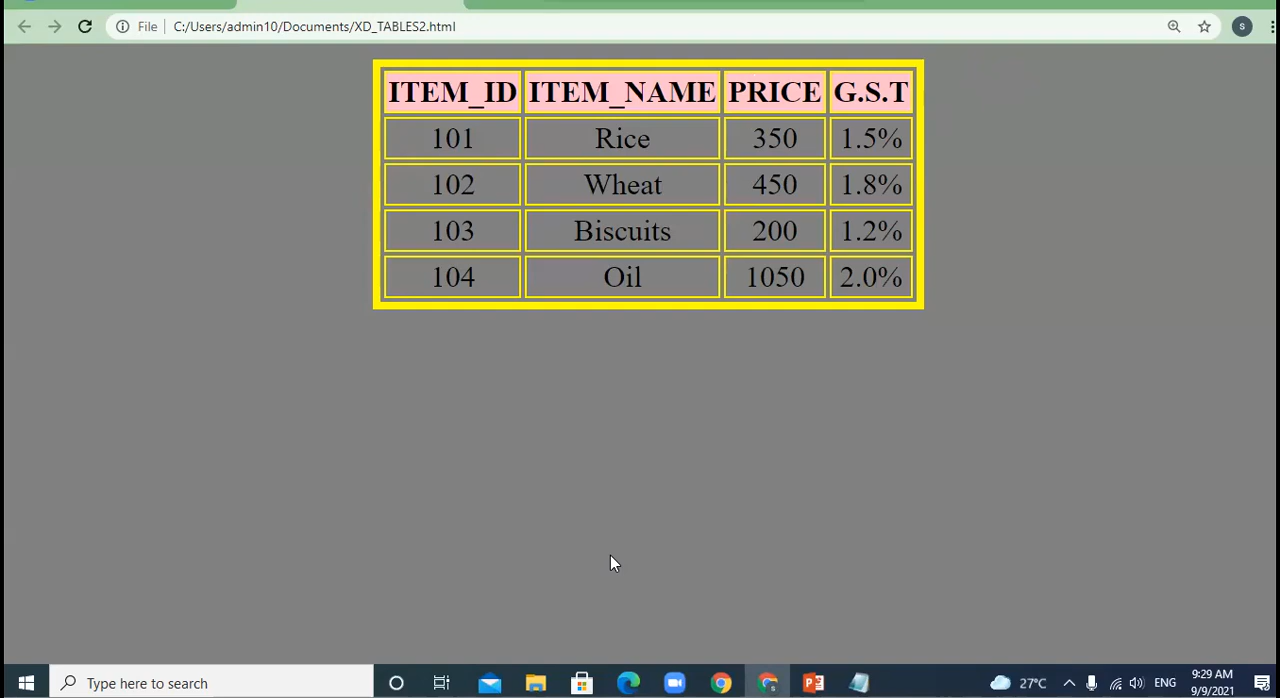 File C:/Users/admin10/Documents/XD_TABLES2.html
S
ITEM_ID ITEM_NAME PRICE G.S.T
101 Rice 350 1.5%
102 Wheat 450 1.8%
103 Biscuits 200 1.2%
104 Oil 1050 2.0%
Type here to search
27°C
ENG
9:29 AM
9/9/2021